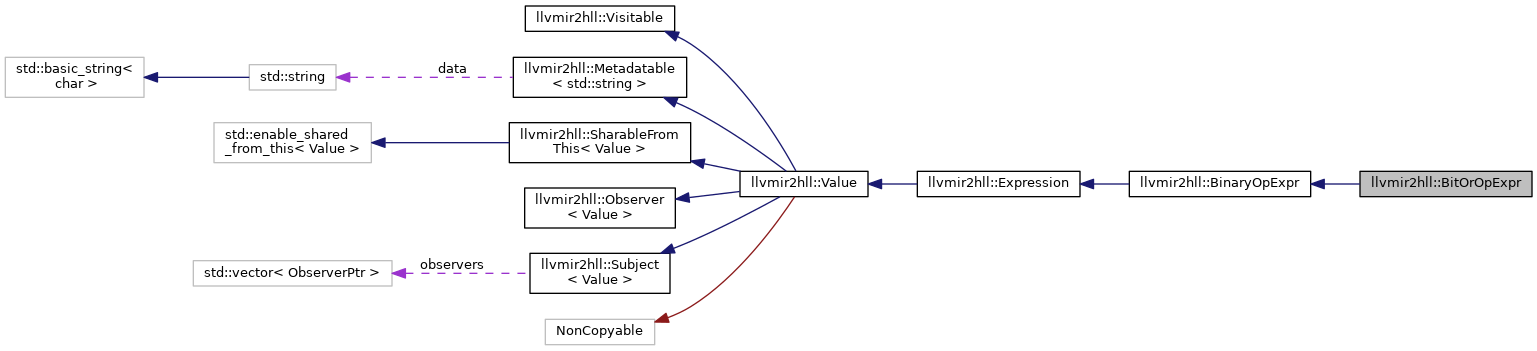 llvmir2hll::Visitable
std::basic_string<
char >
std::string
data
llvmir2hll::Metadatable
< std::string >
std::enable_shared
_from_this< Value >
llvmir2hll::SharableFrom
This< Value >
llvmir2hll::Value
llvmir2hll::Expression
llvmir2hll::BinaryOpExpr
llvmir2hll::BitOrOpExpr
llvmir2hll::Observer
< Value >
std::vector< ObserverPtr >
observers
llvmir2hll::Subject
< Value >
NonCopyable